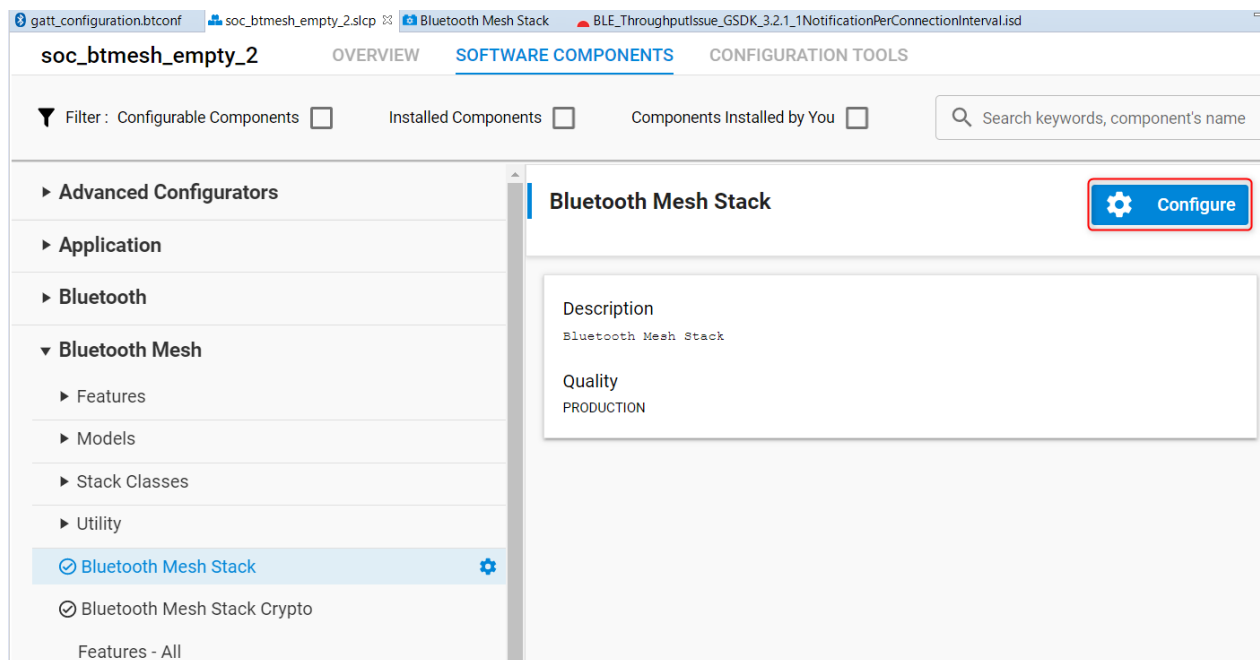 gatt_configuration.btconf soc_btmesh_empty_2.slcp Bluetooth Mesh Stack BLE_ThroughputIssue_GSDK_3.2.1_1NotificationPerConnectionInterval.isd
soc_btmesh_empty_2 OVERVIEW SOFTWARE COMPONENTS CONFIGURATION TOOLS
Filter : Configurable Components Installed Components Components Installed by You Search keywords, component's name
Advanced Configurators
Application
Bluetooth
Bluetooth Mesh
Features
Models
Stack Classes
Utility
Bluetooth Mesh Stack
Bluetooth Mesh Stack Crypto
Features - All
Bluetooth Mesh Stack Configure
Description
Bluetooth Mesh Stack
Quality
PRODUCTION